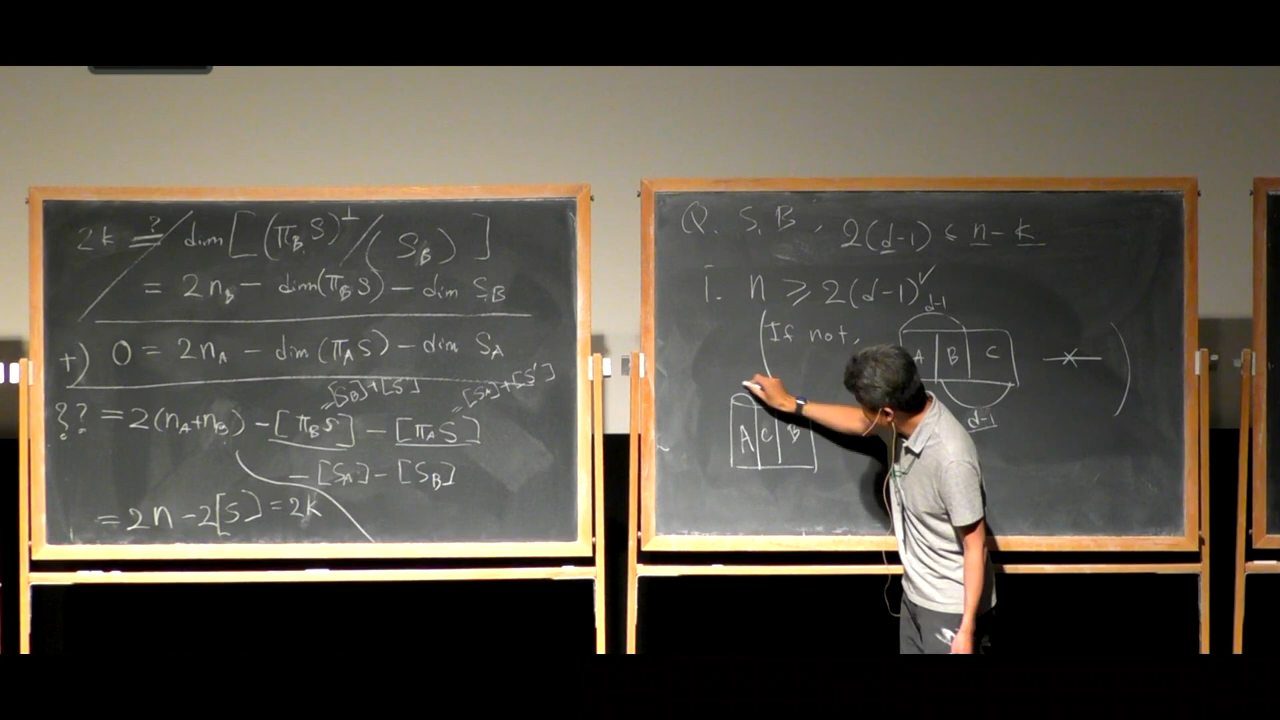 2k ?= dim [ (π_B S)^⊥ / (S_B) ]
= 2n_B - dim(π_B S) - dim S_B
+) 0 = 2n_A - dim(π_A S) - dim S_A
= [S_B] + [S'] = [S_A] + [S']
?? = 2(n_A+n_B) - [π_B S] - [π_A S]
- [S_A] - [S_B]
= 2n - 2[S] = 2k
Q. S. B. 2(d-1) ≤ n - k
i. n ≥ 2(d-1) ✓
d-1
( If not, A B C )
d-1
A C B